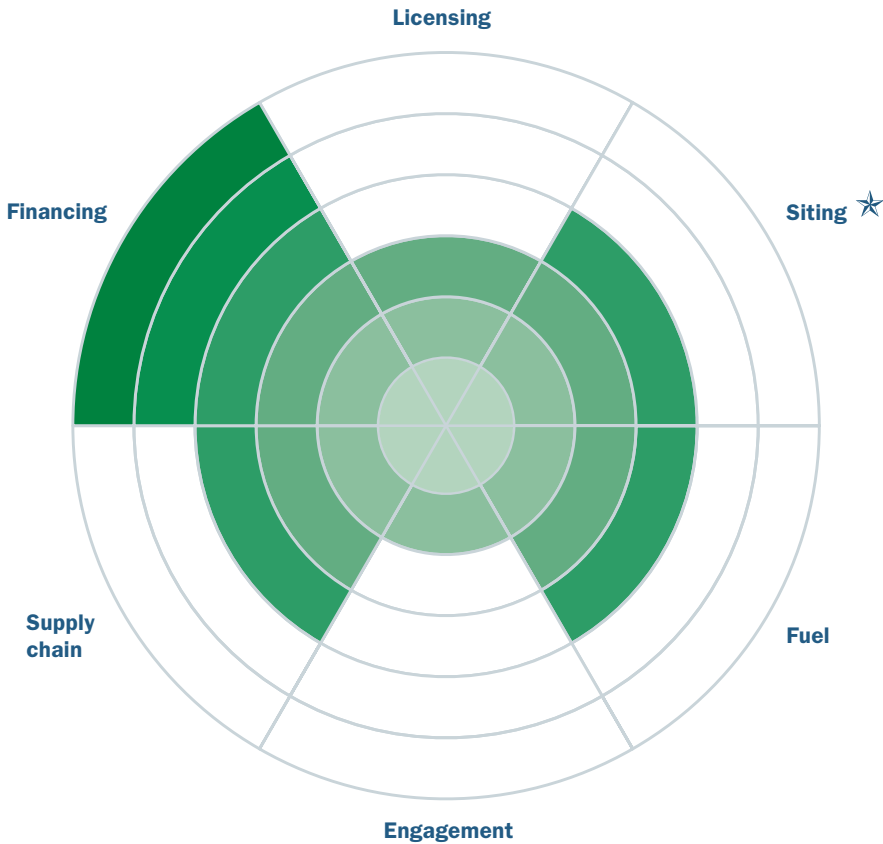 Licensing
Financing
Siting
Supply
chain
Fuel
Engagement